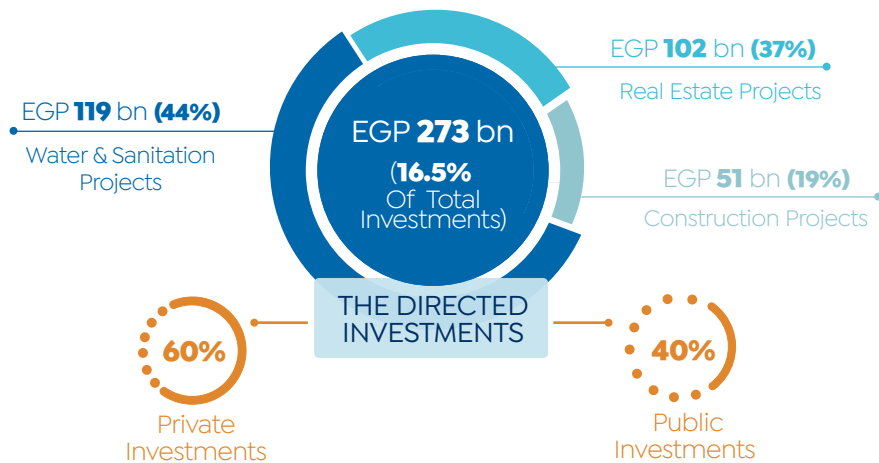 EGP 119 bn (44%)
Water & Sanitation
Projects
EGP 273 bn
(16.5%
Of Total
Investments)
EGP 102 bn (37%)
Real Estate Projects
EGP 51 bn (19%)
Construction Projects
THE DIRECTED
INVESTMENTS
60%
Private
Investments
40%
Public
Investments